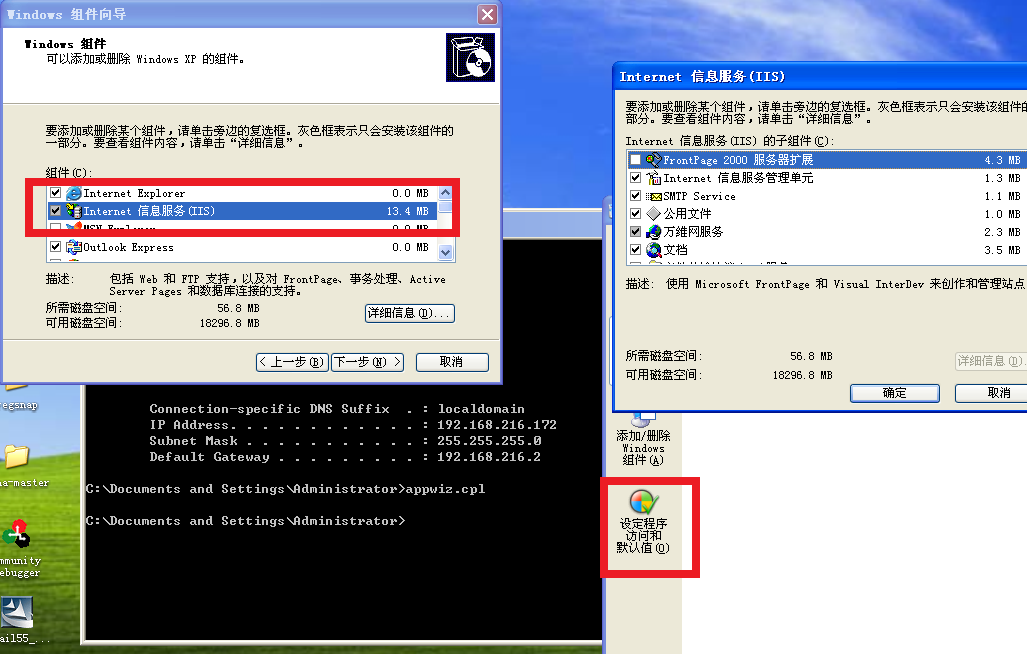 Windows 组件向导
Windows 组件
可以添加或删除 Windows XP 的组件。
要添加或删除某个组件，请单击旁边的复选框。灰色框表示只会安装该组件的
一部分。要查看组件内容，请单击“详细信息”。
组件(C):
Internet Explorer 0.0 MB
Internet 信息服务(IIS) 13.4 MB
MSN Explorer
Outlook Express 0.0 MB
描述: 包括 Web 和 FTP 支持，以及对 FrontPage、事务处理、Active
Server Pages 和数据库连接的支持。
所需磁盘空间: 56.8 MB
可用磁盘空间: 18296.8 MB
详细信息(D)...
< 上一步(B)
下一步(N) >
取消
Internet 信息服务(IIS)
要添加或删除某个组件，请单击旁边的复选框。灰色框表示只会安装该组件的
部分。要查看组件内容，请单击“详细信息”。
Internet 信息服务(IIS) 的子组件(C):
FrontPage 2000 服务器扩展 4.3 MB
Internet 信息服务管理单元 1.3 MB
SMTP Service 1.1 MB
公用文件 1.0 MB
万维网服务 2.3 MB
文档 3.5 MB
描述: 使用 Microsoft FrontPage 和 Visual InterDev 来创作和管理站点
所需磁盘空间: 56.8 MB
可用磁盘空间: 18296.8 MB
详细信息(D).
确定
取消
Connection-specific DNS Suffix . : localdomain
IP Address. . . . . . . . . . . . : 192.168.216.172
Subnet Mask . . . . . . . . . . . : 255.255.255.0
Default Gateway . . . . . . . . . : 192.168.216.2
C:\Documents and Settings\Administrator>appwiz.cpl
C:\Documents and Settings\Administrator>
添加/删除
Windows
组件(A)
设定程序
访问和
默认值(O)
regsnap
na-master
mmunity
ebugger
ail55_...